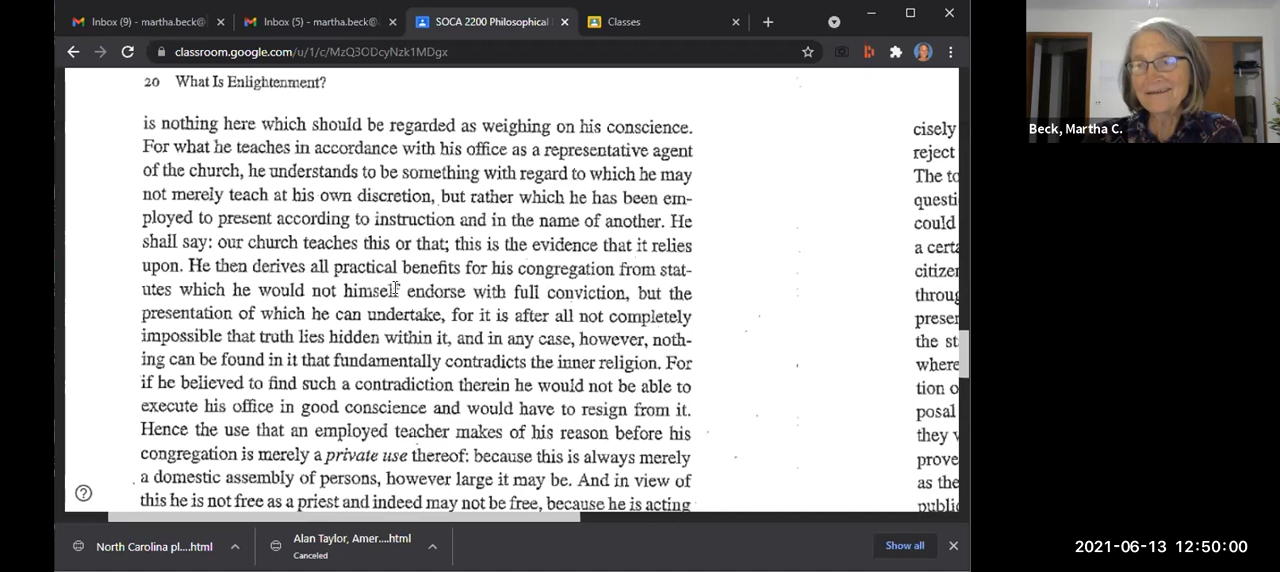 Inbox (9) - martha.beck@
Inbox (5) - martha.beck@
SOCA 2200 Philosophical
Classes
classroom.google.com/u/1/c/MzQ3ODcyNzk1MDgx
20 What Is Enlightenment?
is nothing here which should be regarded as weighing on his conscience.
For what he teaches in accordance with his office as a representative agent
of the church, he understands to be something with regard to which he may
not merely teach at his own discretion, but rather which he has been em-
ployed to present according to instruction and in the name of another. He
shall say: our church teaches this or that; this is the evidence that it relies
upon. He then derives all practical benefits for his congregation from stat-
utes which he would not himself endorse with full conviction, but the
presentation of which he can undertake, for it is after all not completely
impossible that truth lies hidden within it, and in any case, however, noth-
ing can be found in it that fundamentally contradicts the inner religion. For
if he believed to find such a contradiction therein he would not be able to
execute his office in good conscience and would have to resign from it.
Hence the use that an employed teacher makes of his reason before his
congregation is merely a private use thereof: because this is always merely
a domestic assembly of persons, however large it may be. And in view of
this he is not free as a priest and indeed may not be free, because he is acting
cisely
reject
The to
questi
could
a certa
citizen
throug
presen
the st
where
tion o
posal
they v
prove
as the
public
North Carolina pl....html
Alan Taylor, Amer....html
Canceled
Show all
Beck, Martha C.
2021-06-13 12:50:00